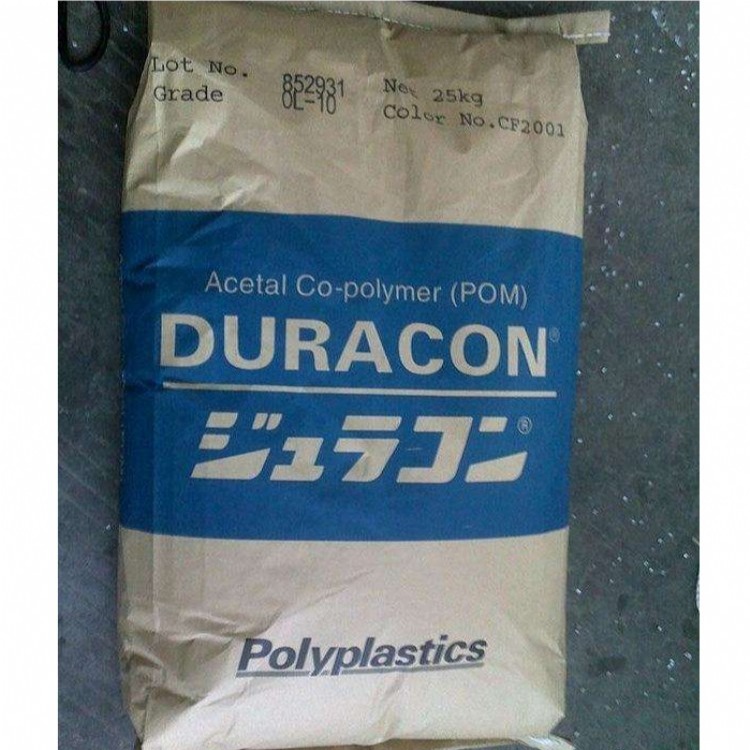 Lot No. 852931 Net 25kg
Grade OL-10 Color No.CF2001
Acetal Co-polymer (POM)
DURACON®
ジュラコン®
Polyplastics